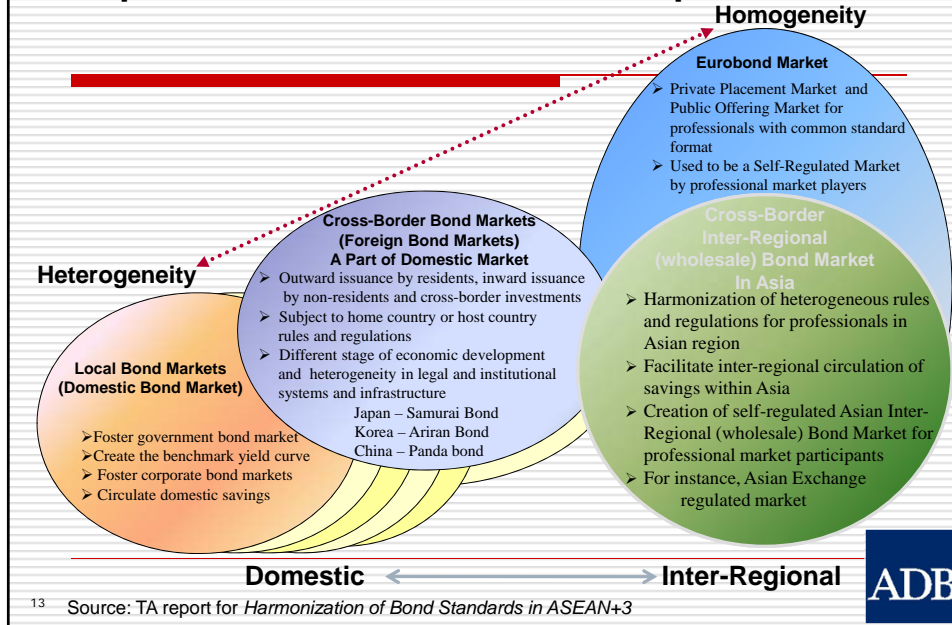 Homogeneity
Eurobond Market
➢ Private Placement Market and
Public Offering Market for
professionals with common standard
format
➢ Used to be a Self-Regulated Market
by professional market players
Cross-Border Bond Markets
(Foreign Bond Markets)
A Part of Domestic Market
➢ Outward issuance by residents, inward issuance
by non-residents and cross-border investments
➢ Subject to home country or host country
rules and regulations
➢ Different stage of economic development
and heterogeneity in legal and institutional
systems and infrastructure
Japan – Samurai Bond
Korea – Ariran Bond
China – Panda bond
Cross-Border
Inter-Regional
(wholesale) Bond Market
In Asia
➢ Harmonization of heterogeneous rules
and regulations for professionals in
Asian region
➢ Facilitate inter-regional circulation of
savings within Asia
➢ Creation of self-regulated Asian Inter-
Regional (wholesale) Bond Market for
professional market participants
➢ For instance, Asian Exchange
regulated market
Heterogeneity
Local Bond Markets
(Domestic Bond Market)
➢Foster government bond market
➢Create the benchmark yield curve
➢ Foster corporate bond markets
➢ Circulate domestic savings
Domestic
Inter-Regional
ADB
13 Source: TA report for Harmonization of Bond Standards in ASEAN+3